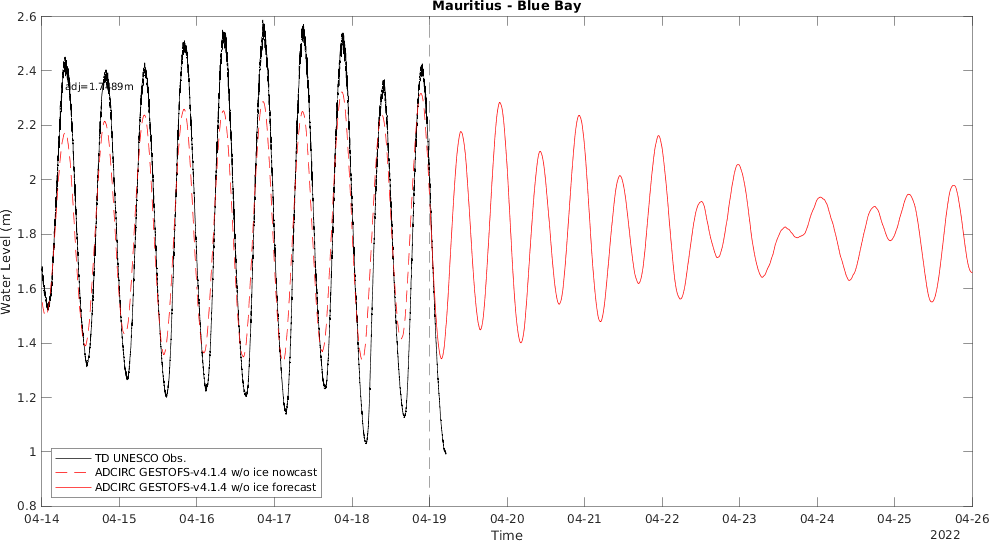 Mauritius - Blue Bay
2.6
2.4
2.2
2
1.8
1.6
1.4
1.2
1
0.8
Water Level (m)
adj=1.7489m
TD UNESCO Obs.
ADCIRC GESTOFS-v4.1.4 w/o ice nowcast
ADCIRC GESTOFS-v4.1.4 w/o ice forecast
04-14 04-15 04-16 04-17 04-18 04-19 04-20 04-21 04-22 04-23 04-24 04-25 04-26
Time
2022